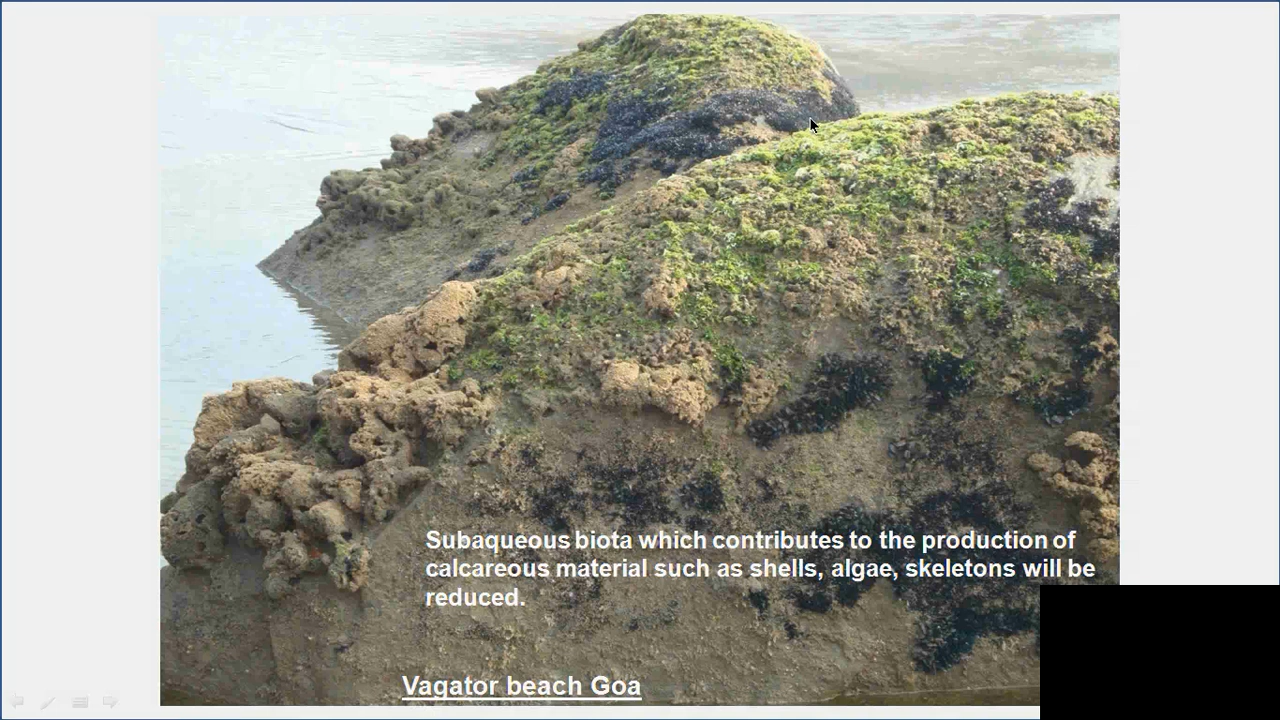 Subaqueous biota which contributes to the production of
calcareous material such as shells, algae, skeletons will be
reduced.
Vagator beach Goa